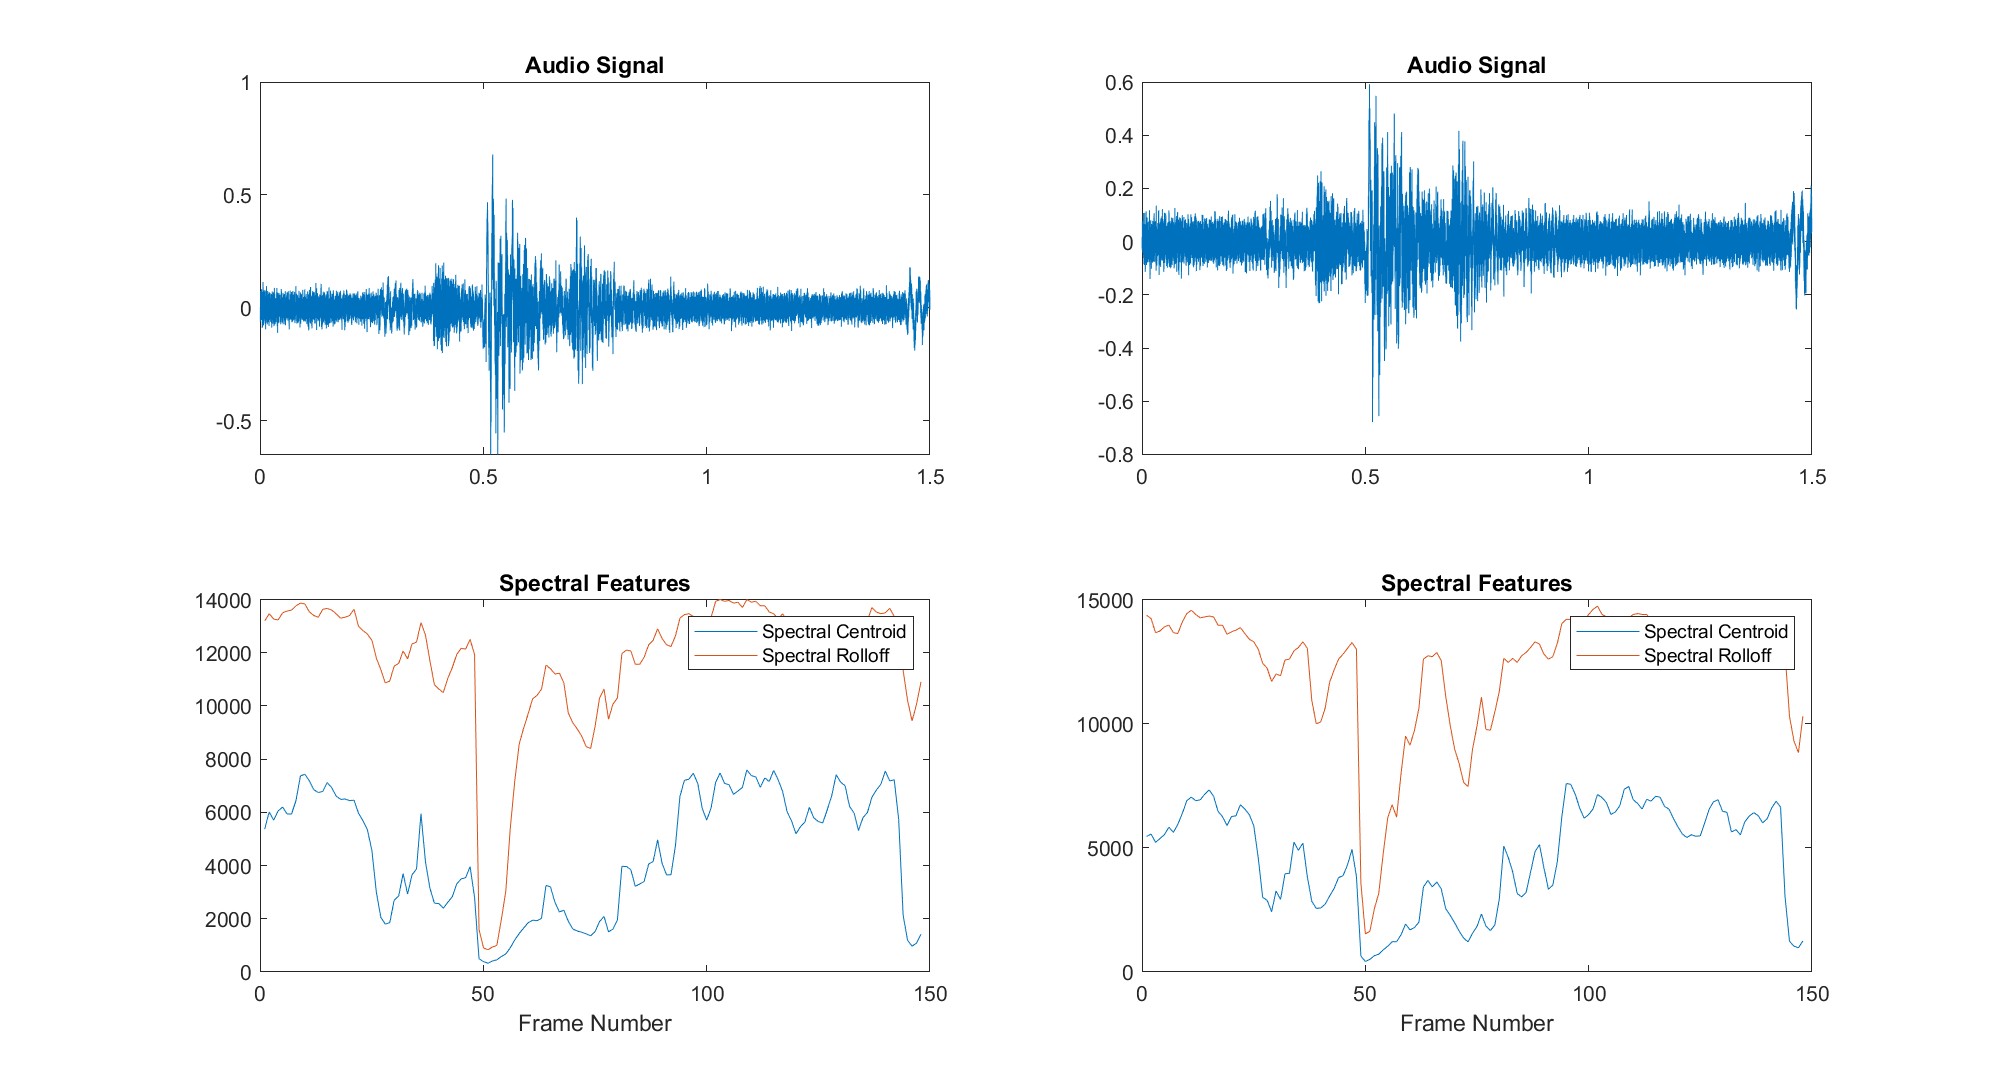 Audio Signal
1
0.5
0
-0.5
0 0.5 1 1.5
Audio Signal
0.6
0.4
0.2
0
-0.2
-0.4
-0.6
-0.8
0 0.5 1 1.5
Spectral Features
14000
12000
10000
8000
6000
4000
2000
0
Spectral Centroid
Spectral Rolloff
0 50 100 150
Frame Number
Spectral Features
15000
10000
5000
0
Spectral Centroid
Spectral Rolloff
0 50 100 150
Frame Number